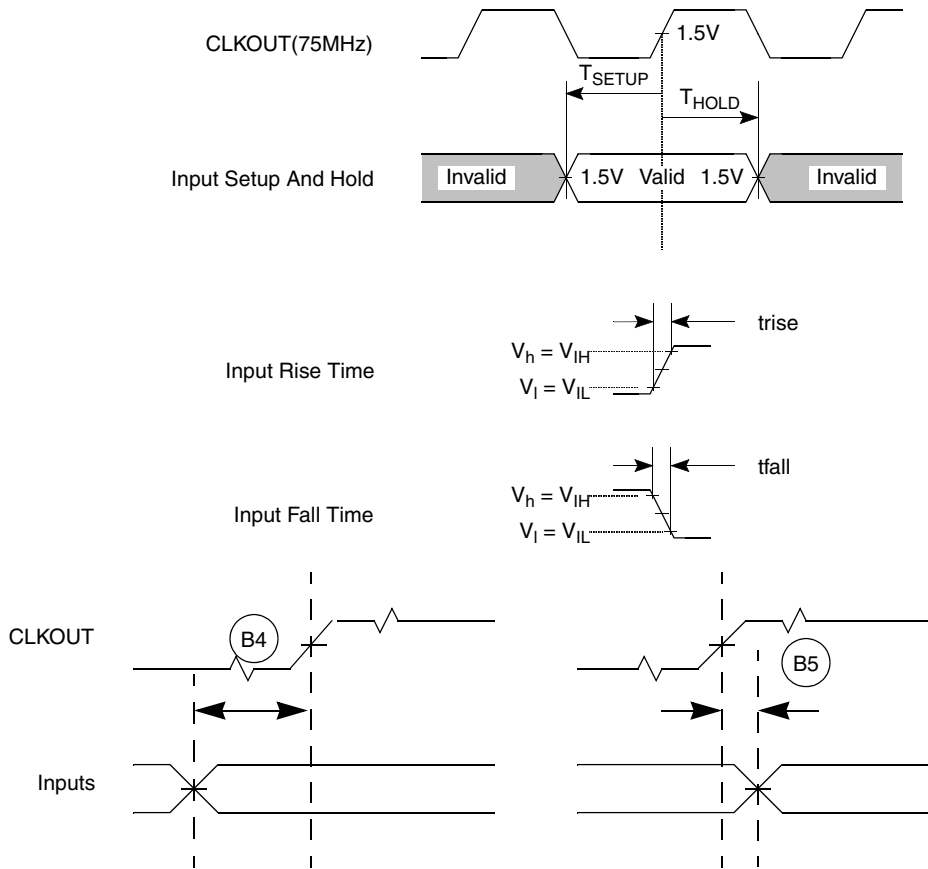 CLKOUT(75MHz)
1.5V
TSETUP
THOLD
Input Setup And Hold
Invalid
1.5V Valid 1.5V
Invalid
trise
Vh = VIH
Input Rise Time
Vl = VIL
tfall
Vh = VIH
Input Fall Time
Vl = VIL
CLKOUT
B4
B5
Inputs